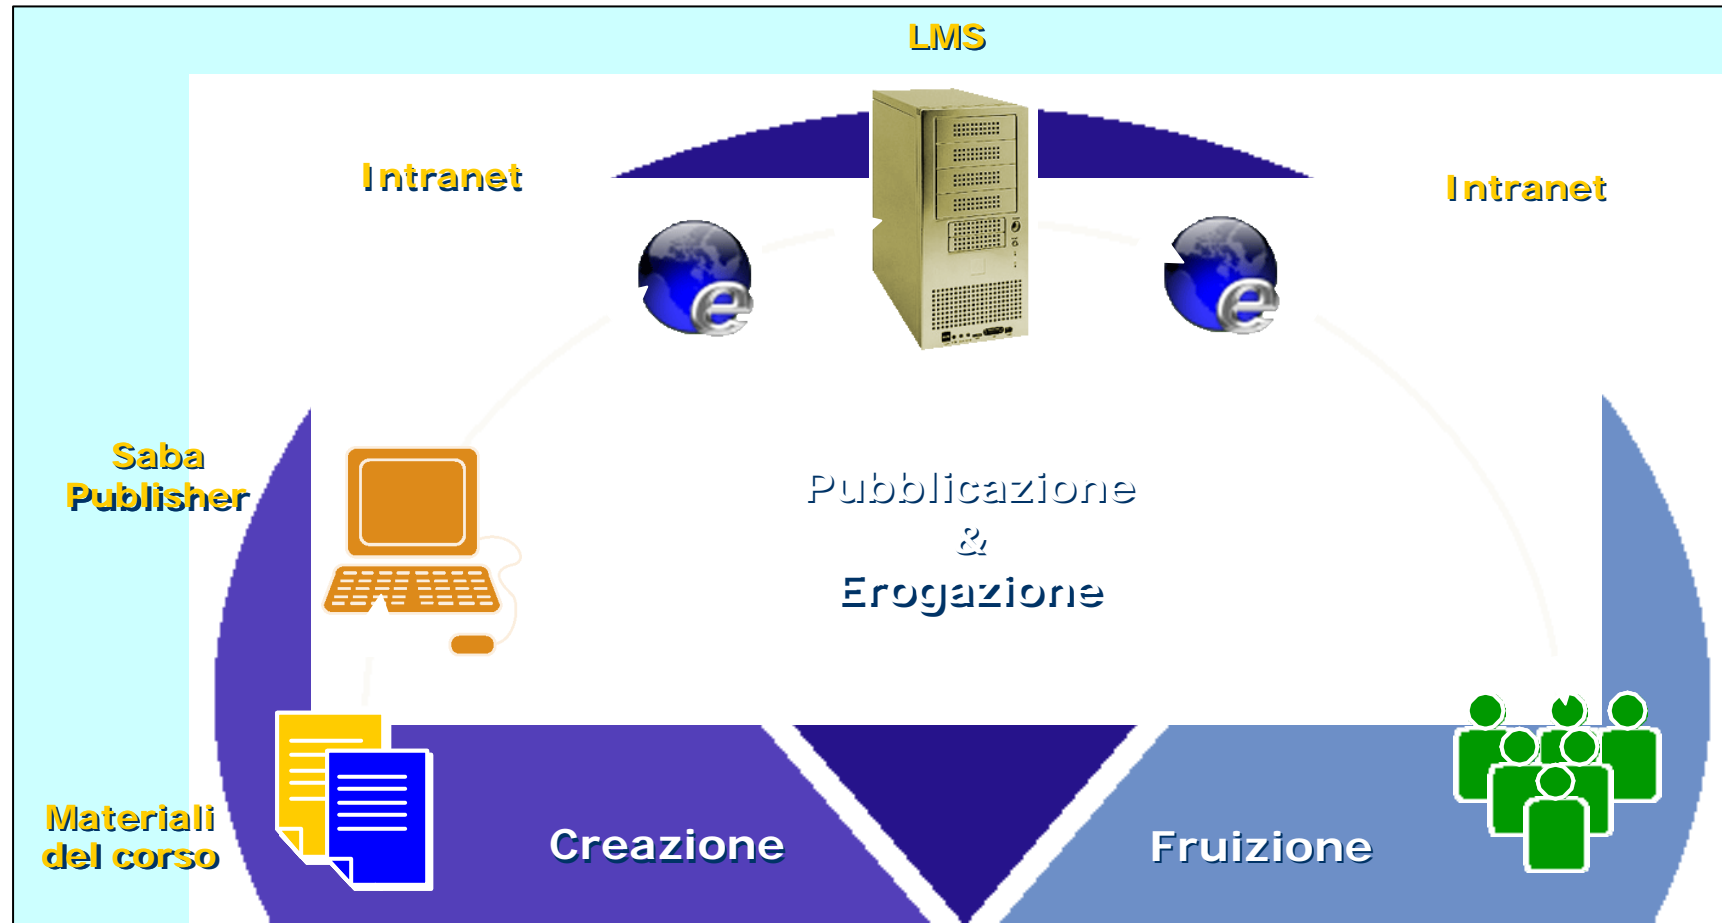 LMS
Intranet
Intranet
Saba
Publisher
Pubblicazione
&
Erogazione
Materiali
del corso
Creazione
Fruizione